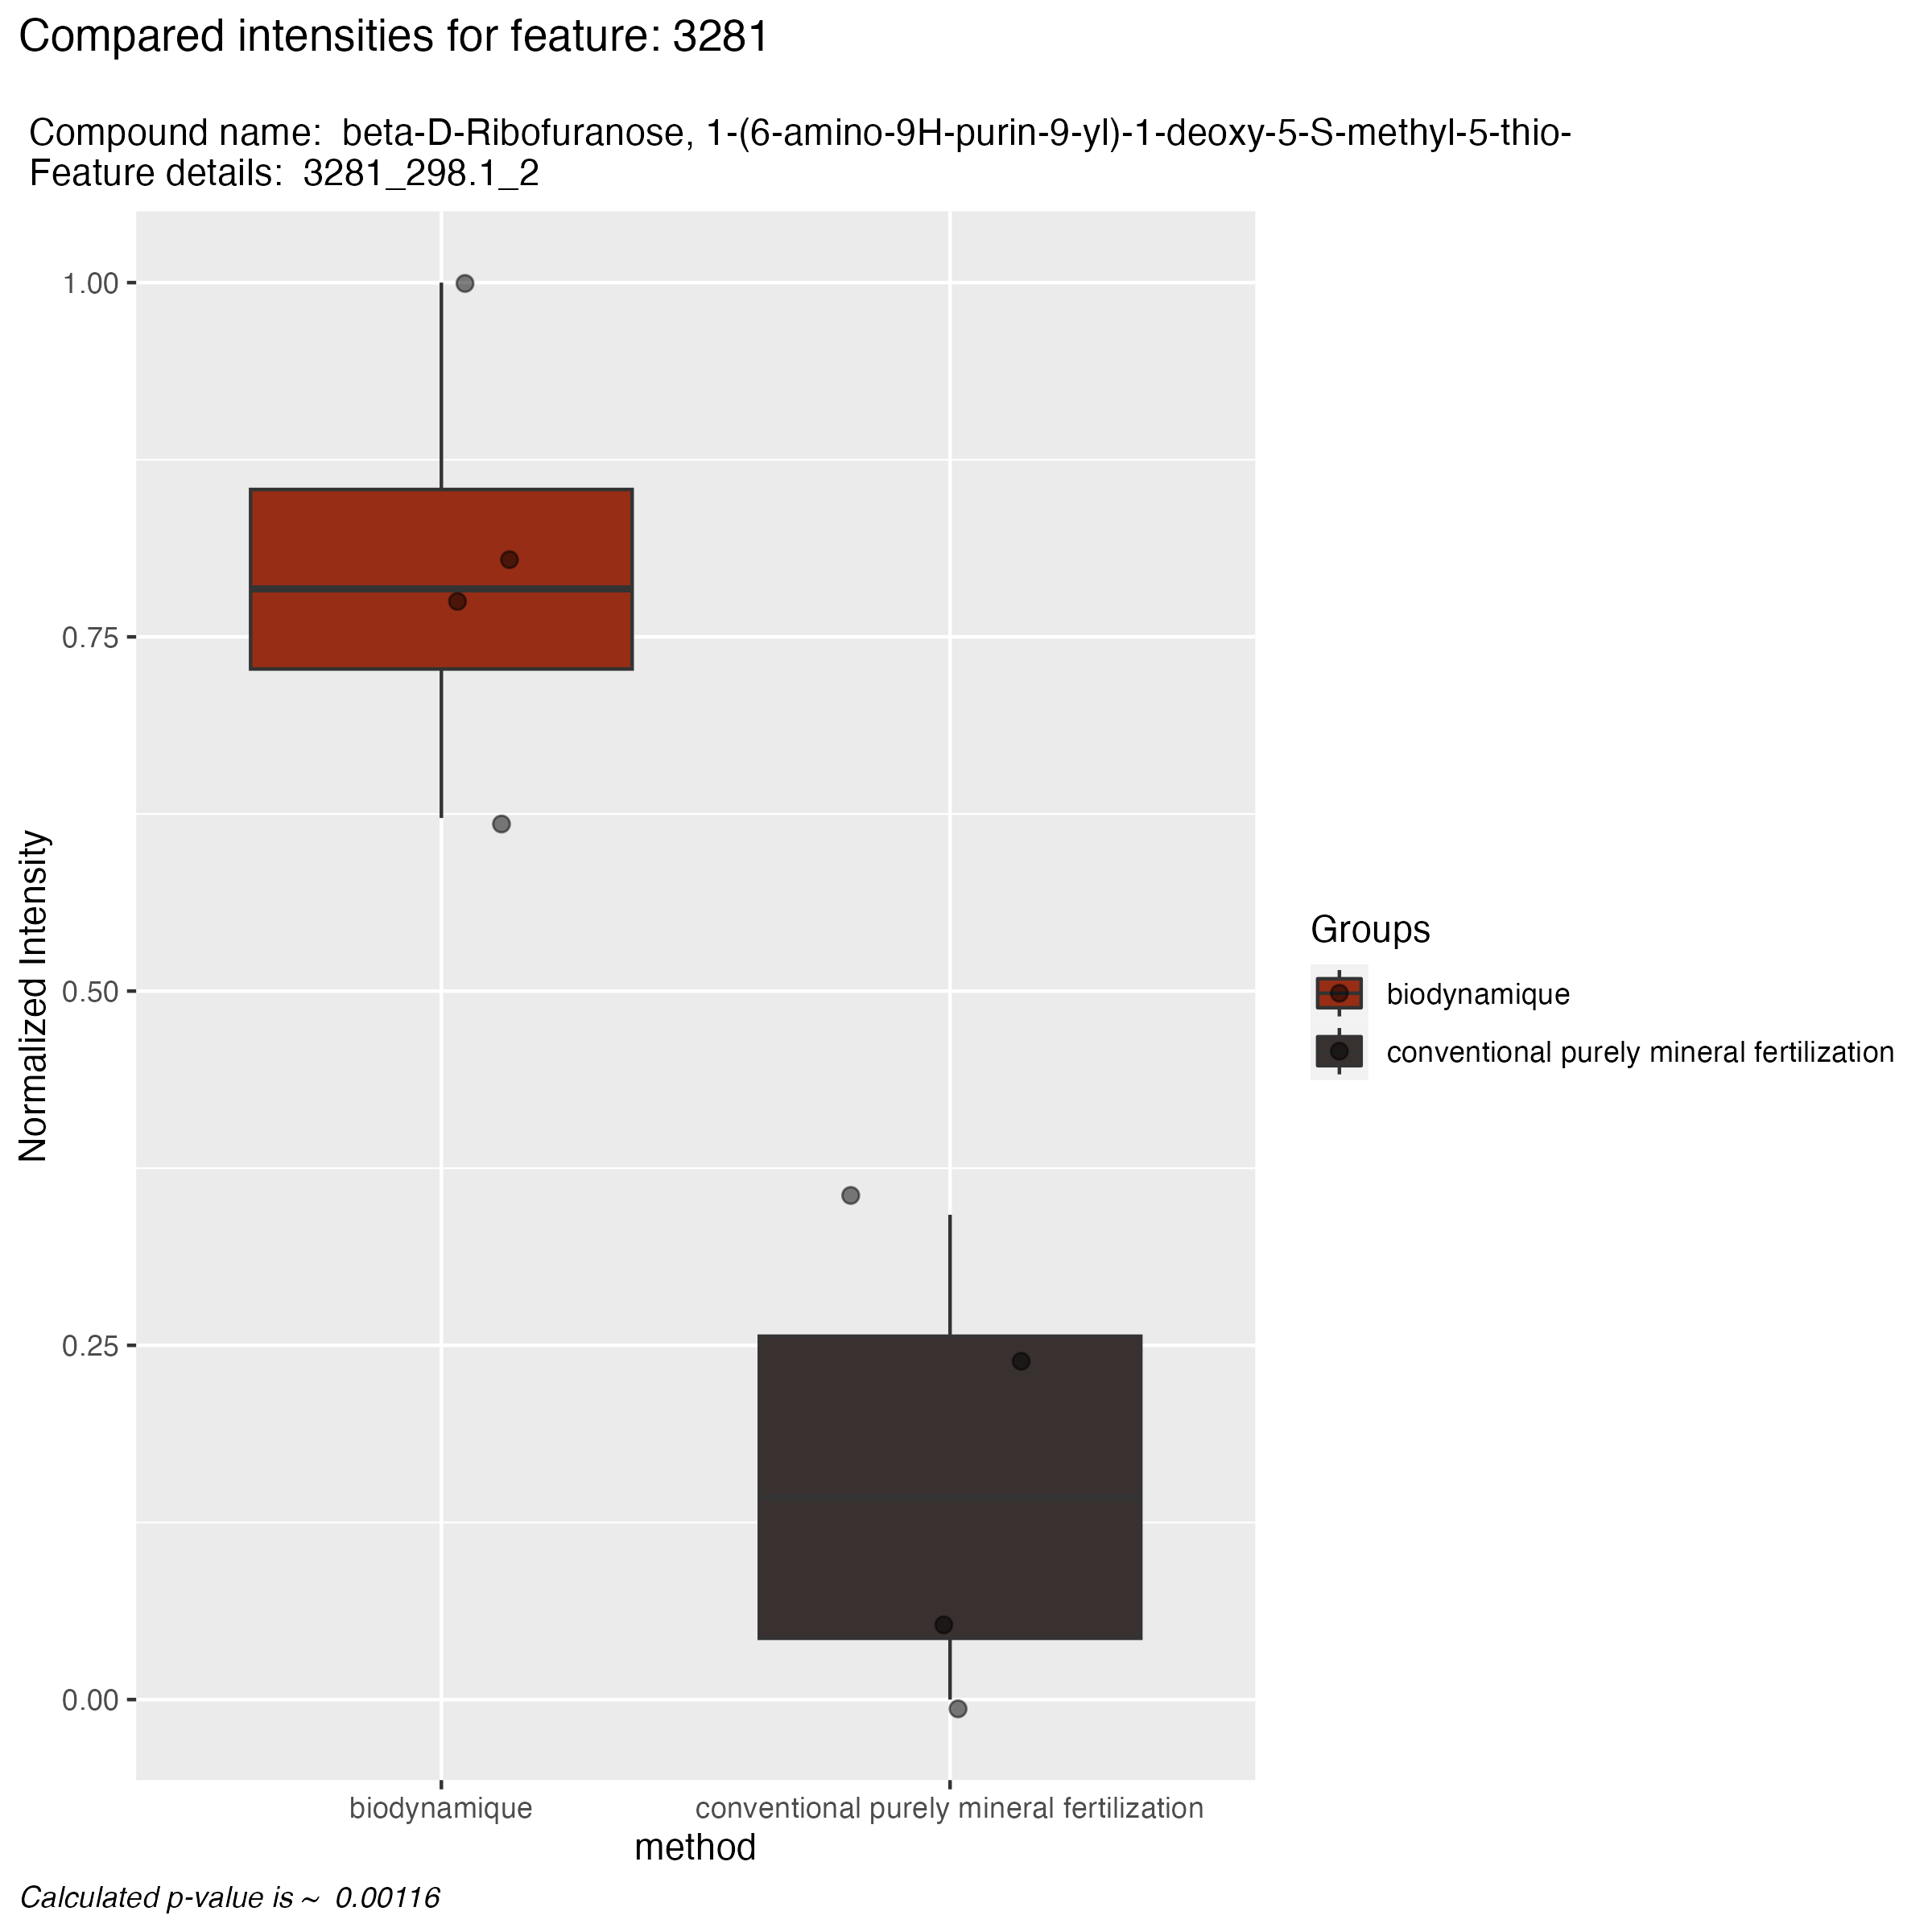 Compared intensities for feature: 3281
Compound name:  beta-D-Ribofuranose, 1-(6-amino-9H-purin-9-yl)-1-deoxy-5-S-methyl-5-thio-
Feature details:  3281_298.1_2
1.00
0.75
0.50
0.25
0.00
Normalized Intensity
biodynamique
conventional purely mineral fertilization
method
Groups
biodynamique
conventional purely mineral fertilization
Calculated p-value is ~  0.00116